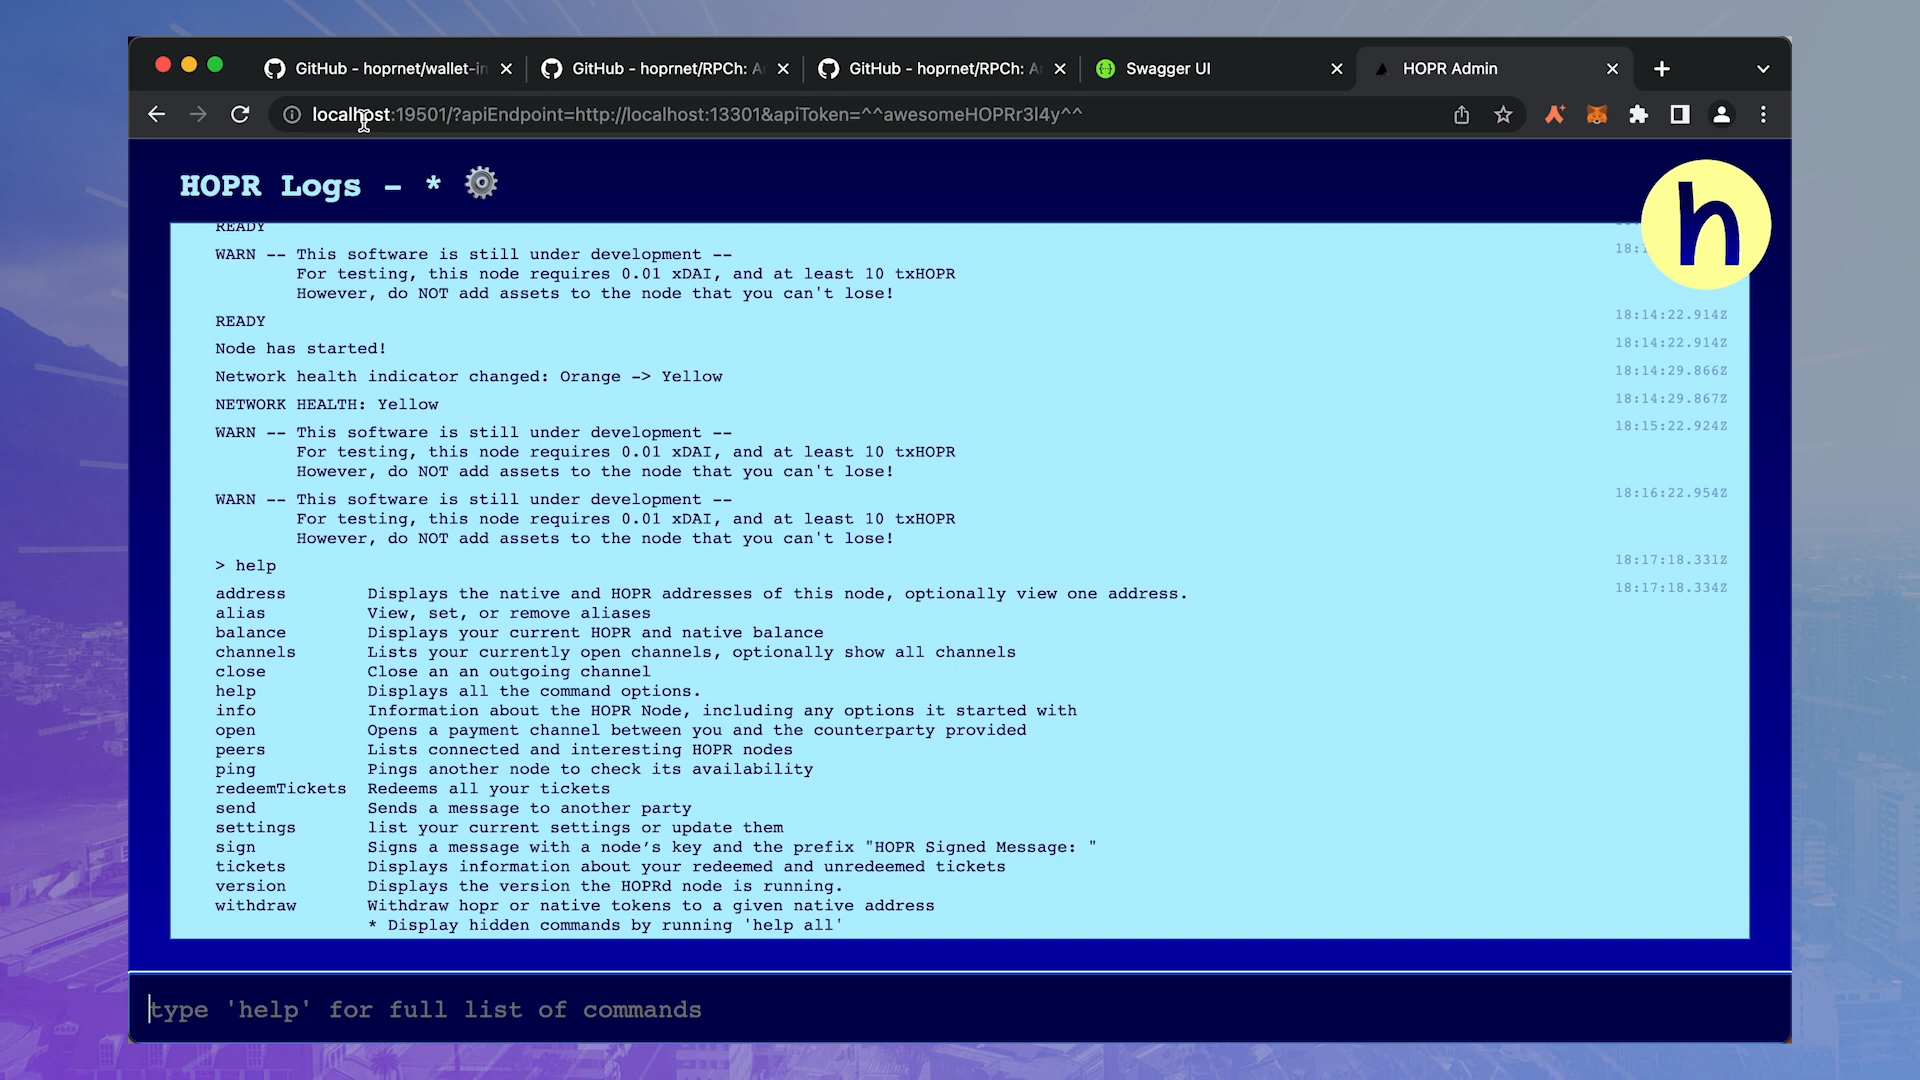 GitHub - hoprnet/wallet-in
GitHub - hoprnet/RPCh: A
GitHub - hoprnet/RPCh: A
Swagger UI
HOPR Admin
localhost:19501/?apiEndpoint=http://localhost:13301&apiToken=^^awesomeHOPRr3l4y^^
HOPR Logs - *
h
READY
WARN -- This software is still under development --
For testing, this node requires 0.01 xDAI, and at least 10 txHOPR
However, do NOT add assets to the node that you can't lose!
READY 18:14:22.914Z
Node has started! 18:14:22.914Z
Network health indicator changed: Orange -> Yellow 18:14:29.866Z
NETWORK HEALTH: Yellow 18:14:29.867Z
WARN -- This software is still under development -- 18:15:22.924Z
For testing, this node requires 0.01 xDAI, and at least 10 txHOPR
However, do NOT add assets to the node that you can't lose!
WARN -- This software is still under development -- 18:16:22.954Z
For testing, this node requires 0.01 xDAI, and at least 10 txHOPR
However, do NOT add assets to the node that you can't lose!
> help 18:17:18.331Z
address Displays the native and HOPR addresses of this node, optionally view one address. 18:17:18.334Z
alias View, set, or remove aliases
balance Displays your current HOPR and native balance
channels Lists your currently open channels, optionally show all channels
close Close an an outgoing channel
help Displays all the command options.
info Information about the HOPR Node, including any options it started with
open Opens a payment channel between you and the counterparty provided
peers Lists connected and interesting HOPR nodes
ping Pings another node to check its availability
redeemTickets Redeems all your tickets
send Sends a message to another party
settings list your current settings or update them
sign Signs a message with a node’s key and the prefix "HOPR Signed Message: "
tickets Displays information about your redeemed and unredeemed tickets
version Displays the version the HOPRd node is running.
withdraw Withdraw hopr or native tokens to a given native address
* Display hidden commands by running 'help all'
type 'help' for full list of commands